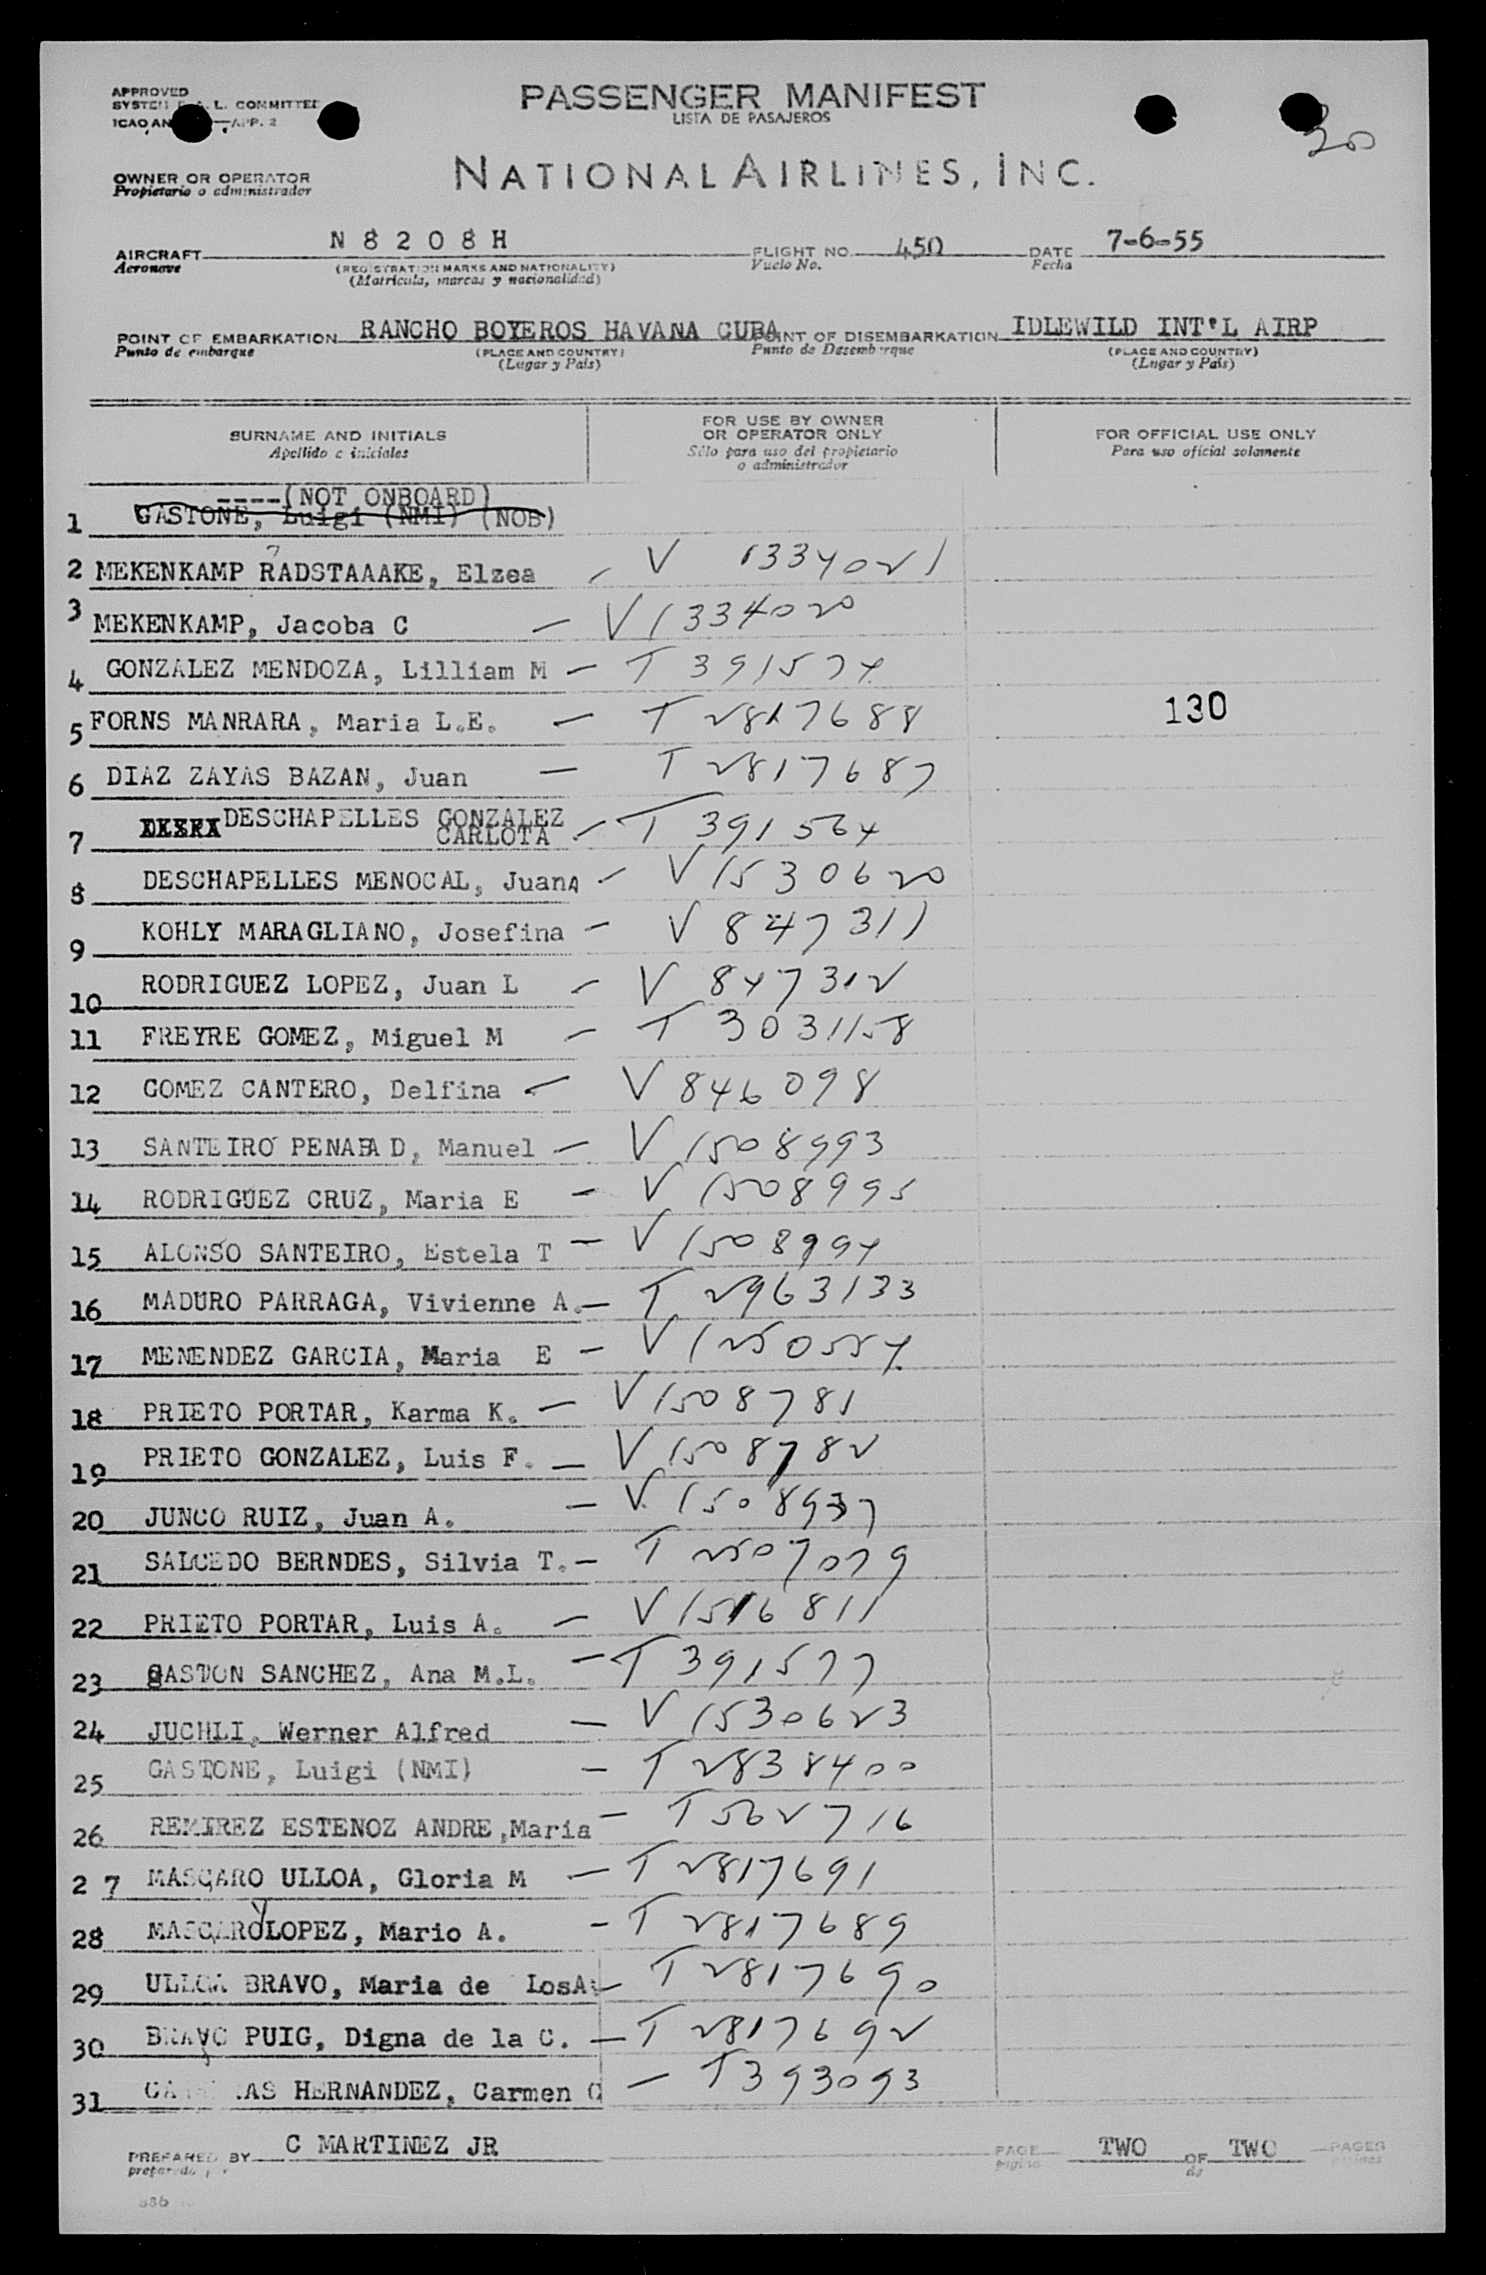 APPROVED
SYSTEM L. COMMITTEE
ICAO AN APP. 2
PASSENGER MANIFEST
LISTA DE PASAJEROS
30
OWNER OR OPERATOR
Propietario o administrador
NATIONAL AIRLINES, INC.
AIRCRAFT N 8 2 0 8 H FLIGHT NO. 450 DATE 7-6-55
Aeronave (REGISTRATION MARKS AND NATIONALITY) Vuelo No. Fecha
(Matricula, marcas y nacionalidad)
POINT OF EMBARKATION RANCHO BOYEROS HAVANA CUBA POINT OF DISEMBARKATION IDLEWILD INT'L AIRP
Punto de embarque (PLACE AND COUNTRY) Punto de Desembarque (PLACE AND COUNTRY)
(Lugar y País) (Lugar y País)
SURNAME AND INITIALS FOR USE BY OWNER OR OPERATOR ONLY FOR OFFICIAL USE ONLY
Apellido e iniciales Sólo para uso del propietario o administrador Para uso oficial solamente
----(NOT ONBOARD)
1 GASTONE, Luigi (NMI) (NOB)
2 MEKENKAMP RADSTAAAKE, Elzea - V 1334021
3 MEKENKAMP, Jacoba C - V 1334020
4 GONZALEZ MENDOZA, Lilliam M - T 391574
5 FORNS MANRARA, Maria L.E. - T 2817688 130
6 DIAZ ZAYAS BAZAN, Juan - T 2817687
7 DESCHAPELLES GONZALEZ CARLOTA - T 391564
8 DESCHAPELLES MENOCAL, JuanA - V 1530620
9 KOHLY MARAGLIANO, Josefina - V 847311
10 RODRIGUEZ LOPEZ, Juan L - V 847312
11 FREYRE GOMEZ, Miguel M - T 3031158
12 GOMEZ CANTERO, Delfina - V 846098
13 SANTEIRO PENABAD, Manuel - V 1508993
14 RODRIGUEZ CRUZ, Maria E - V 1508995
15 ALONSO SANTEIRO, Estela T - V 1508994
16 MADURO PARRAGA, Vivienne A. - T 2963133
17 MENENDEZ GARCIA, Maria E - V 1250554
18 PRIETO PORTAR, Karma K. - V 1508781
19 PRIETO GONZALEZ, Luis F. - V 1508782
20 JUNCO RUIZ, Juan A. - V 1508937
21 SALCEDO BERNDES, Silvia T. - T 2507079
22 PRIETO PORTAR, Luis A. - V 1516811
23 GASTON SANCHEZ, Ana M.L. - T 391577
24 JUCHLI, Werner Alfred - V 1530623
25 GASTONE, Luigi (NMI) - T 2838400
26 REMIREZ ESTENOZ ANDRE,Maria - T 562716
2 7 MASCARO ULLOA, Gloria M - T 2817691
28 MASCARO Y LOPEZ, Mario A. - T 2817689
29 ULLOA BRAVO, Maria de LosA - T 2817690
30 BRAVO PUIG, Digna de la C. - T 2817692
31 HERNANDEZ, Carmen C - T 393093
PREPARED BY C MARTINEZ JR PAGE TWO OF TWO PAGES
preparado por página de páginas